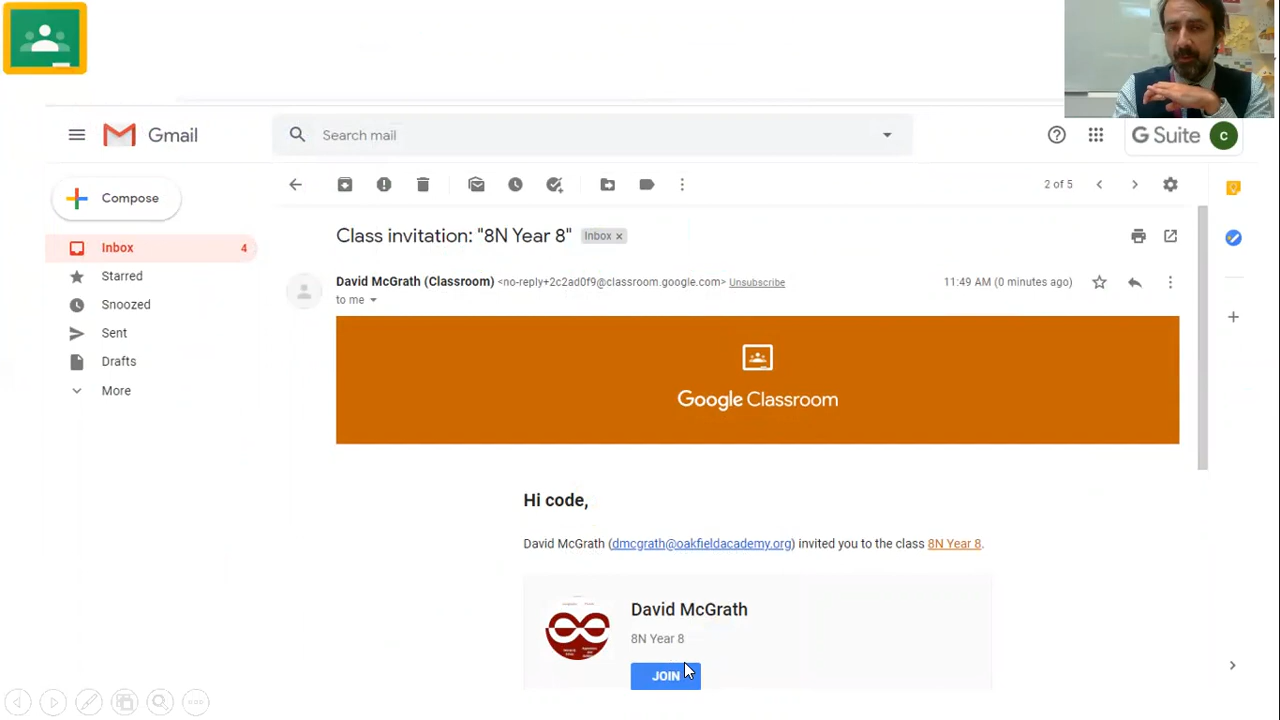 Gmail
Search mail
G Suite
c
Compose
2 of 5
Inbox 4
Class invitation: "8N Year 8" Inbox x
Starred
David McGrath (Classroom) <no-reply+2c2ad0f9@classroom.google.com> Unsubscribe 11:49 AM (0 minutes ago)
to me
Snoozed
Sent
Drafts
More
Google Classroom
Hi code,
David McGrath (dmcgrath@oakfieldacademy.org) invited you to the class 8N Year 8.
David McGrath
8N Year 8
JOIN